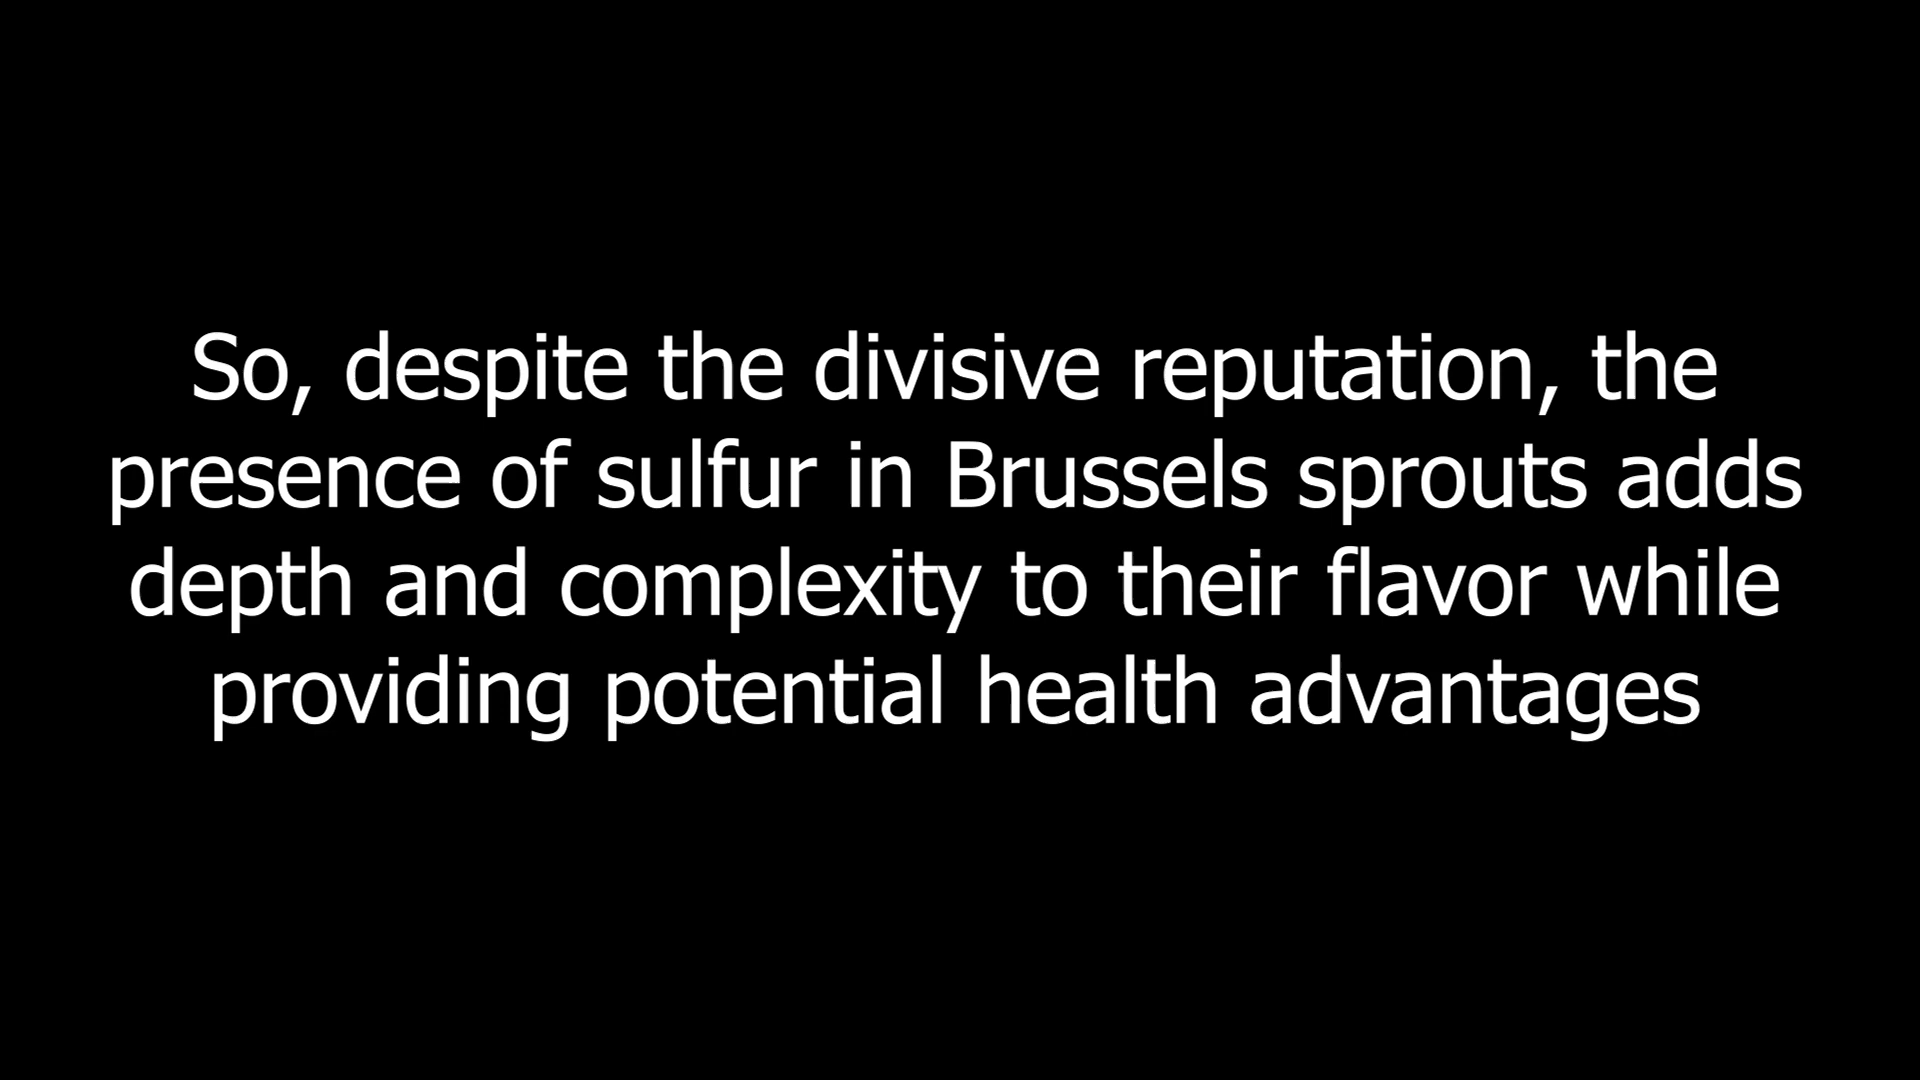 So, despite the divisive reputation, the
presence of sulfur in Brussels sprouts adds
depth and complexity to their flavor while
providing potential health advantages